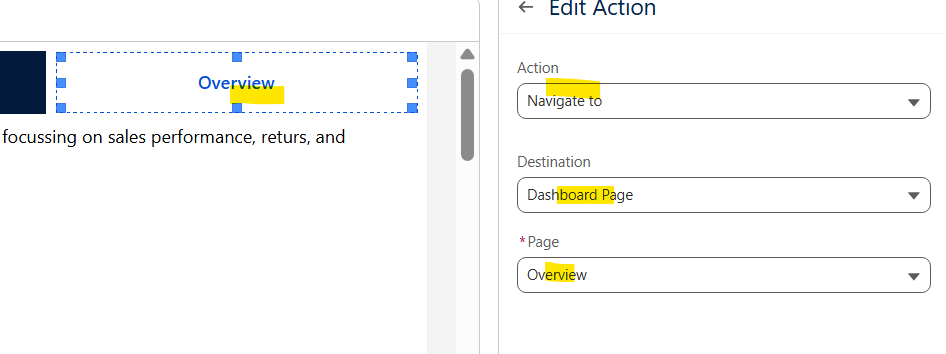 Edit Action
Overview
focussing on sales performance, returs, and
Action
Navigate to
Destination
Dashboard Page
*Page
Overview